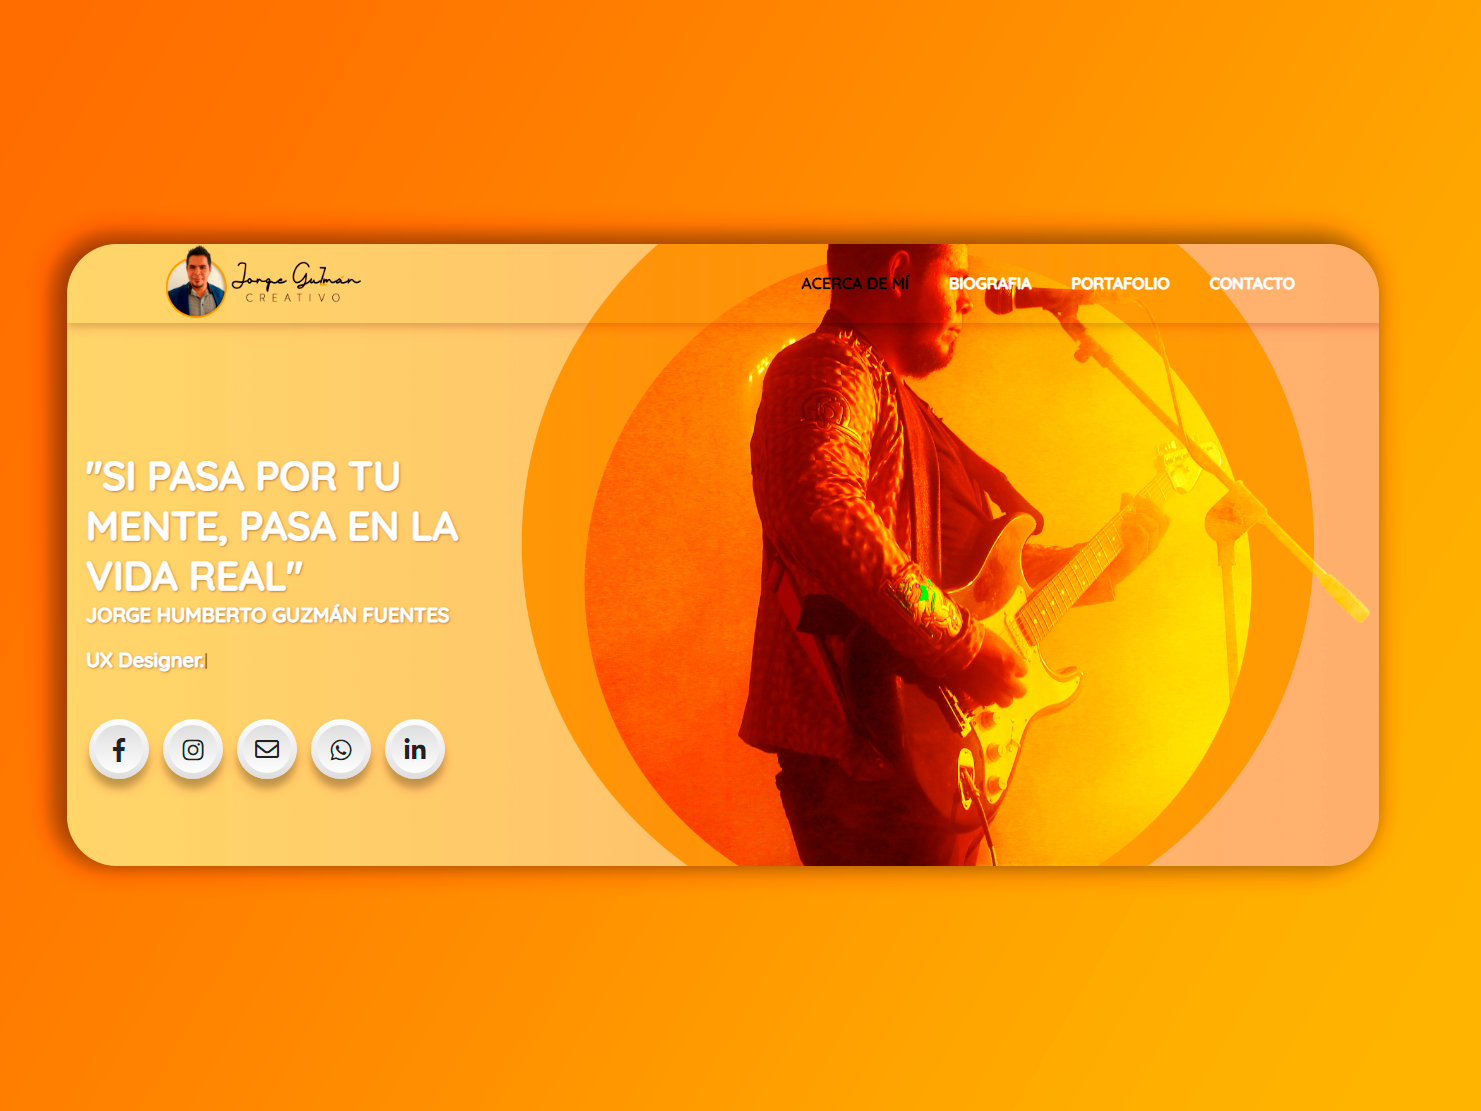 Jorge Guzman
CREATIVO
ACERCA DE MÍ
BIOGRAFIA
PORTAFOLIO
CONTACTO
"SI PASA POR TU
MENTE, PASA EN LA
VIDA REAL"
JORGE HUMBERTO GUZMÁN FUENTES
UX Designer.